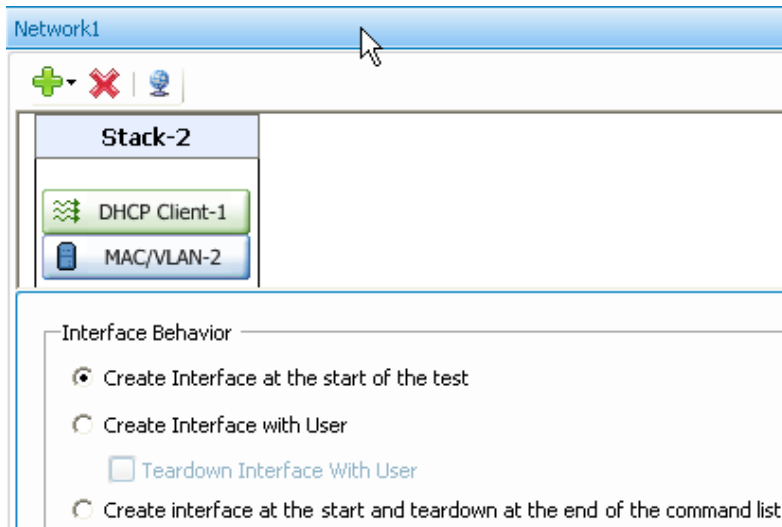 Network1
Stack-2
DHCP Client-1
MAC/VLAN-2
Interface Behavior
Create Interface at the start of the test
Create Interface with User
Teardown Interface With User
Create interface at the start and teardown at the end of the command list